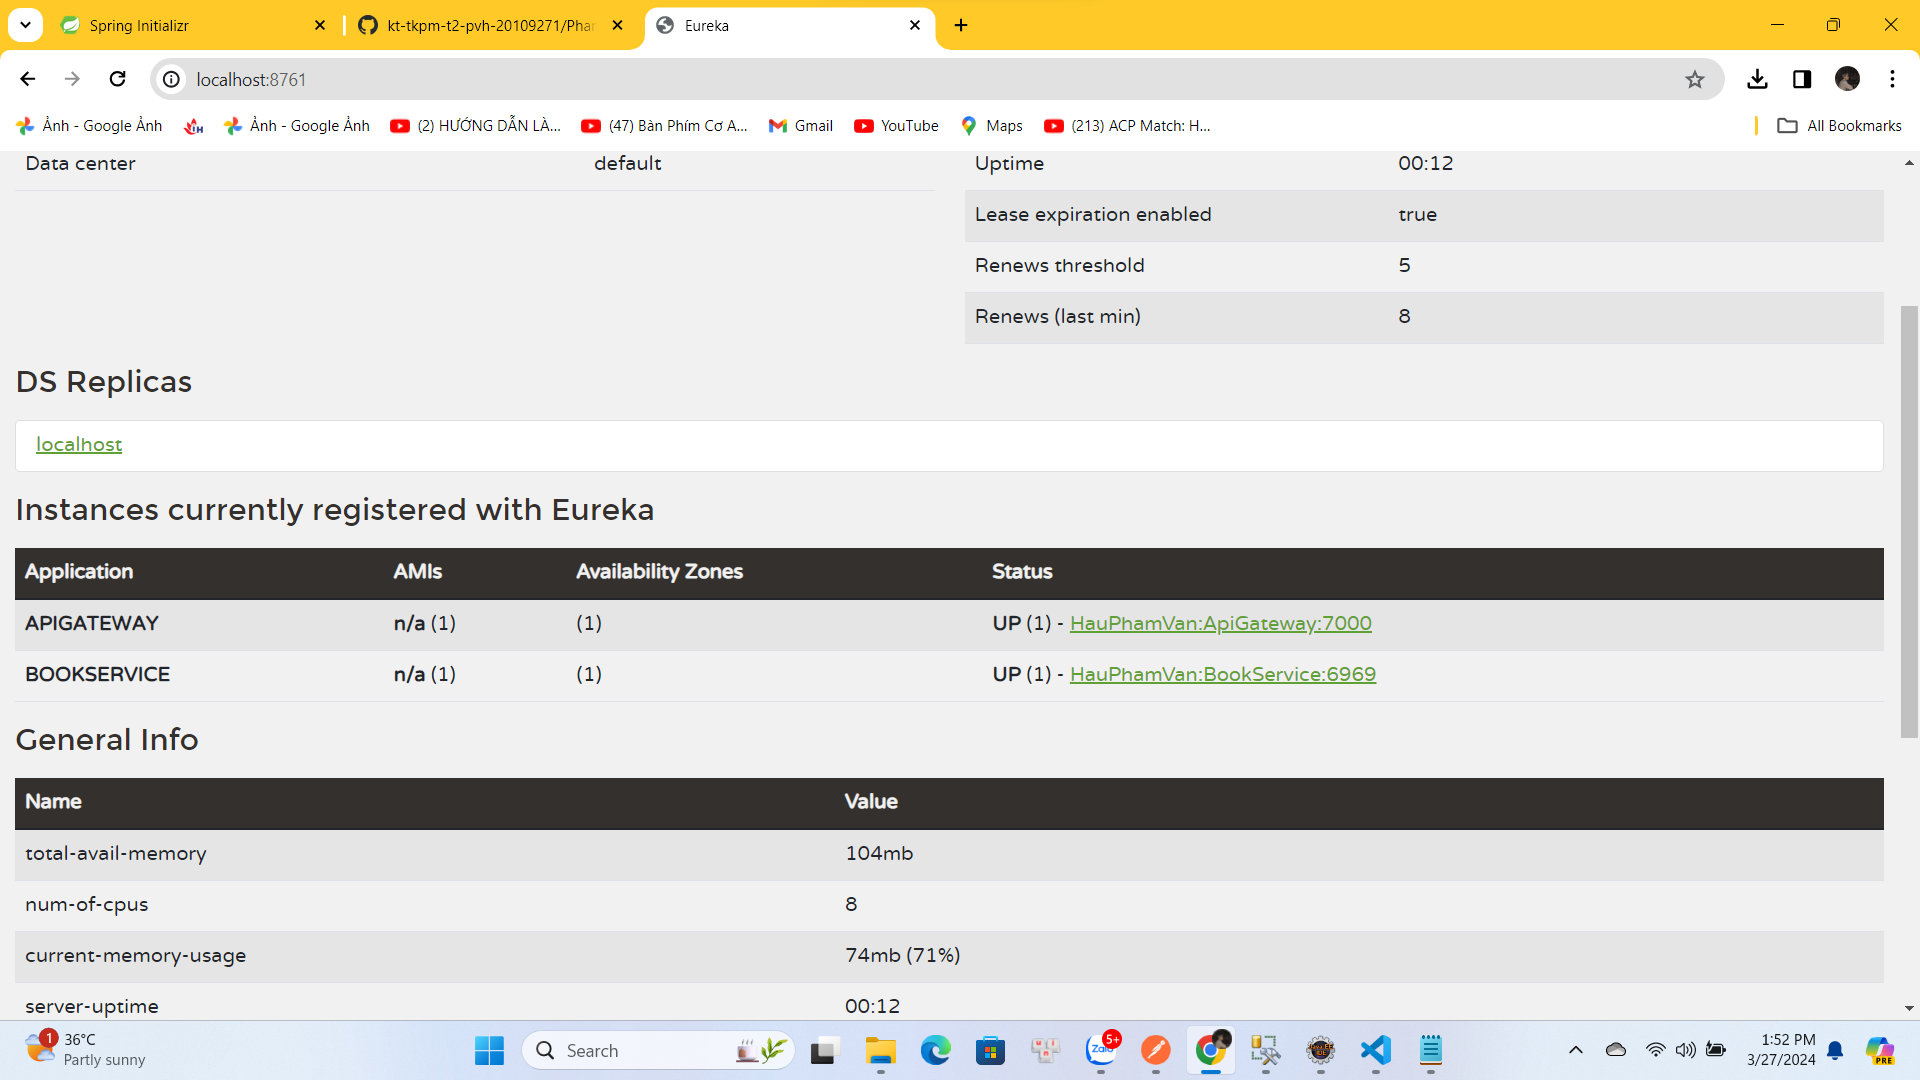 Spring Initializr
kt-tkpm-t2-pvh-20109271/Phar
Eureka
localhost:8761
Ảnh - Google Ảnh
Ảnh - Google Ảnh
(2) HƯỚNG DẪN LÀ...
(47) Bàn Phím Cơ A...
Gmail
YouTube
Maps
(213) ACP Match: H...
All Bookmarks
Data center default
Uptime 00:12
Lease expiration enabled true
Renews threshold 5
Renews (last min) 8
DS Replicas
localhost
Instances currently registered with Eureka
Application AMIs Availability Zones Status
APIGATEWAY n/a (1) (1) UP (1) - HauPhamVan:ApiGateway:7000
BOOKSERVICE n/a (1) (1) UP (1) - HauPhamVan:BookService:6969
General Info
Name Value
total-avail-memory 104mb
num-of-cpus 8
current-memory-usage 74mb (71%)
server-uptime 00:12
1
36°C
Partly sunny
Search
Zalo
5+
1:52 PM
3/27/2024
PRE